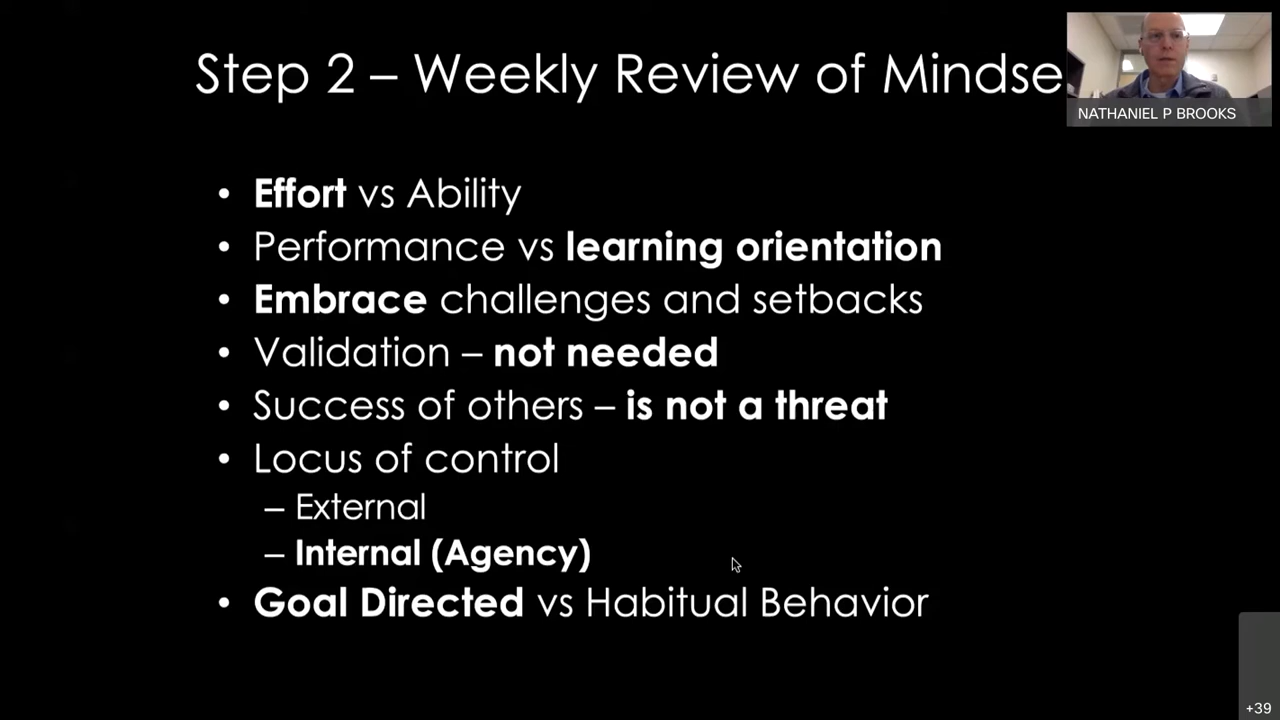 Step 2 – Weekly Review of Mindse
NATHANIEL P BROOKS
• Effort vs Ability
• Performance vs learning orientation
• Embrace challenges and setbacks
• Validation – not needed
• Success of others – is not a threat
• Locus of control
– External
– Internal (Agency)
• Goal Directed vs Habitual Behavior
+39